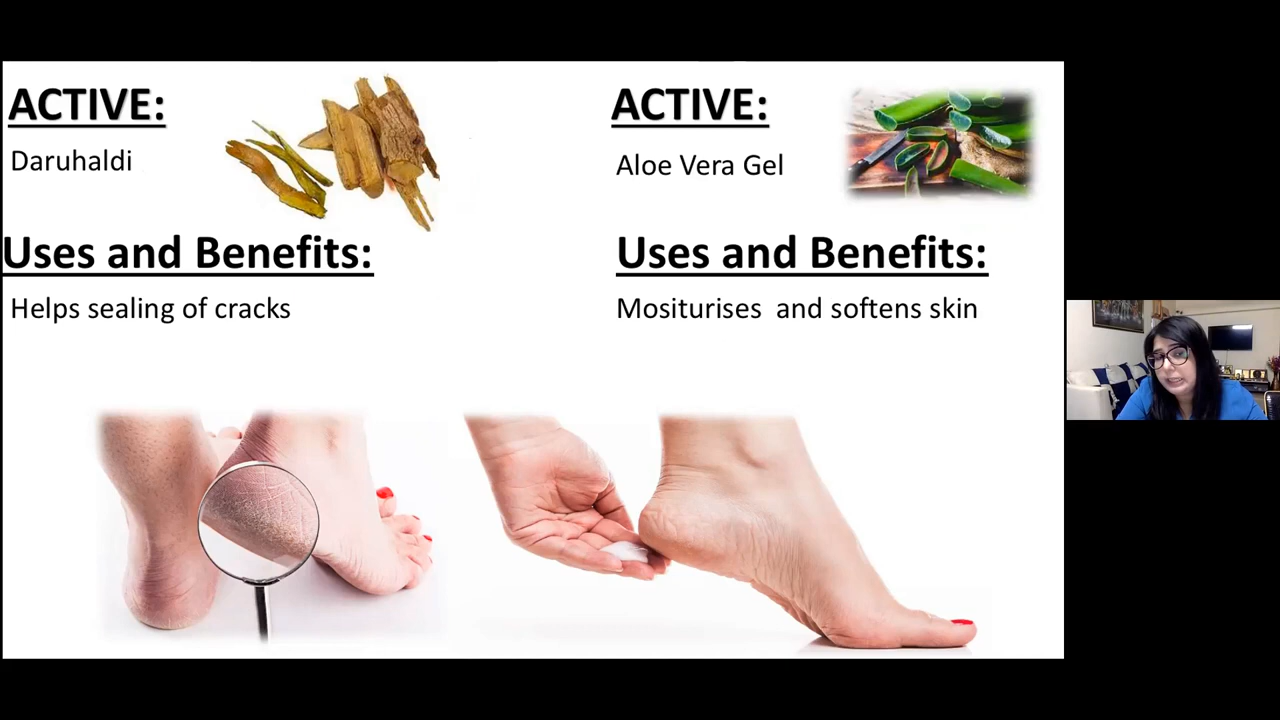 ACTIVE:
Daruhaldi
Uses and Benefits:
Helps sealing of cracks
ACTIVE:
Aloe Vera Gel
Uses and Benefits:
Mositurises  and softens skin